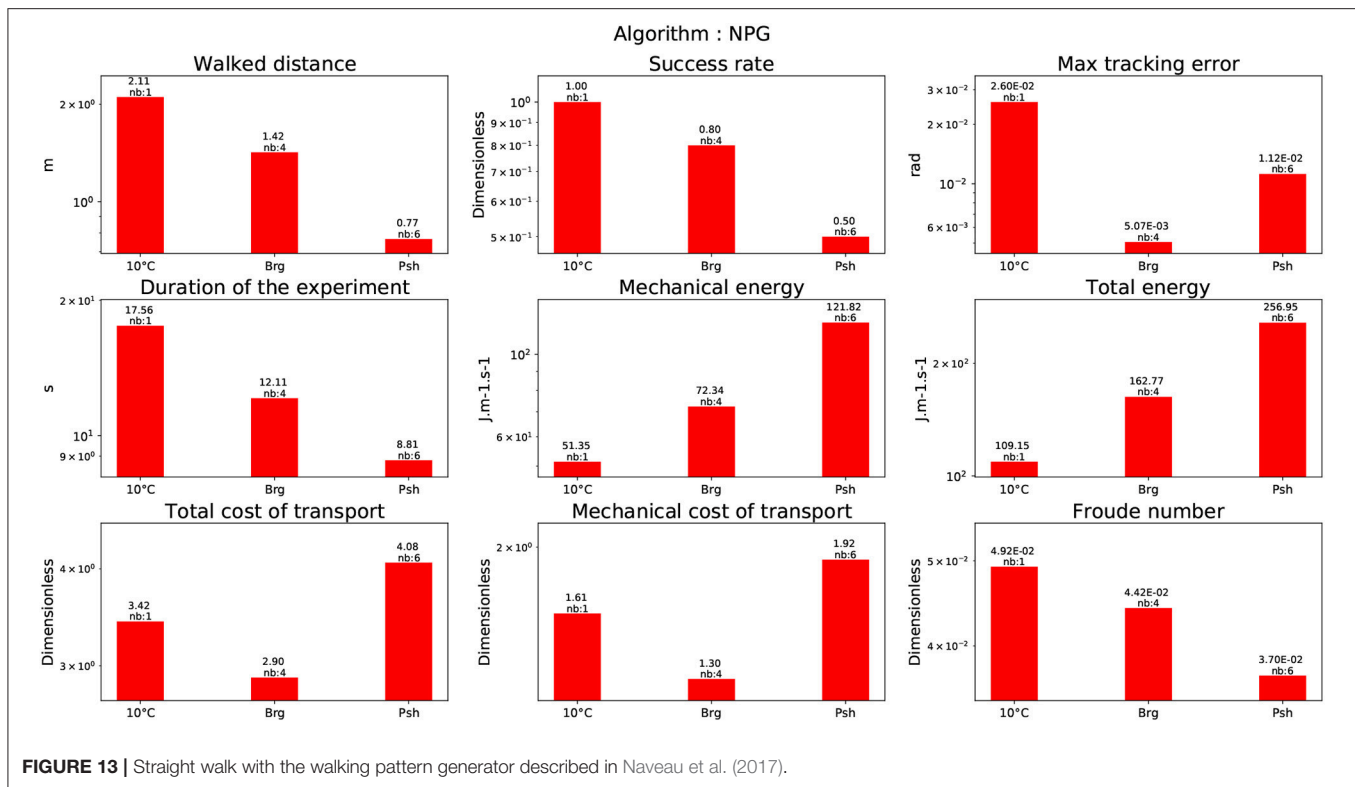 Algorithm : NPG
Walked distance
2 × 10⁰
10⁰
m
2.11
nb:1
1.42
nb:4
0.77
nb:6
10°C
Brg
Psh
Success rate
10⁰
9 × 10⁻¹
8 × 10⁻¹
7 × 10⁻¹
6 × 10⁻¹
5 × 10⁻¹
Dimensionless
1.00
nb:1
0.80
nb:4
0.50
nb:6
10°C
Brg
Psh
Max tracking error
3 × 10⁻²
2 × 10⁻²
10⁻²
6 × 10⁻³
rad
2.60E-02
nb:1
5.07E-03
nb:4
1.12E-02
nb:6
10°C
Brg
Psh
Duration of the experiment
2 × 10¹
10¹
9 × 10⁰
s
17.56
nb:1
12.11
nb:4
8.81
nb:6
10°C
Brg
Psh
Mechanical energy
10²
6 × 10¹
J.m-1.s-1
51.35
nb:1
72.34
nb:4
121.82
nb:6
10°C
Brg
Psh
Total energy
2 × 10²
10²
J.m-1.s-1
109.15
nb:1
162.77
nb:4
256.95
nb:6
10°C
Brg
Psh
Total cost of transport
4 × 10⁰
3 × 10⁰
Dimensionless
3.42
nb:1
2.90
nb:4
4.08
nb:6
10°C
Brg
Psh
Mechanical cost of transport
2 × 10⁰
Dimensionless
1.61
nb:1
1.30
nb:4
1.92
nb:6
10°C
Brg
Psh
Froude number
5 × 10⁻²
4 × 10⁻²
Dimensionless
4.92E-02
nb:1
4.42E-02
nb:4
3.70E-02
nb:6
10°C
Brg
Psh
FIGURE 13 | Straight walk with the walking pattern generator described in Naveau et al. (2017).